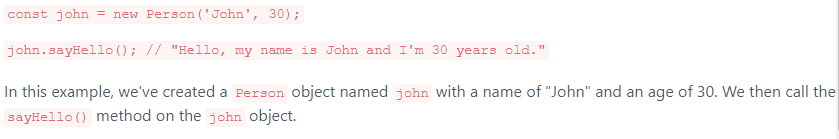 const john = new Person('John', 30);
john.sayHello(); // "Hello, my name is John and I'm 30 years old."
In this example, we've created a Person object named john with a name of "John" and an age of 30. We then call the
sayHello() method on the john object.